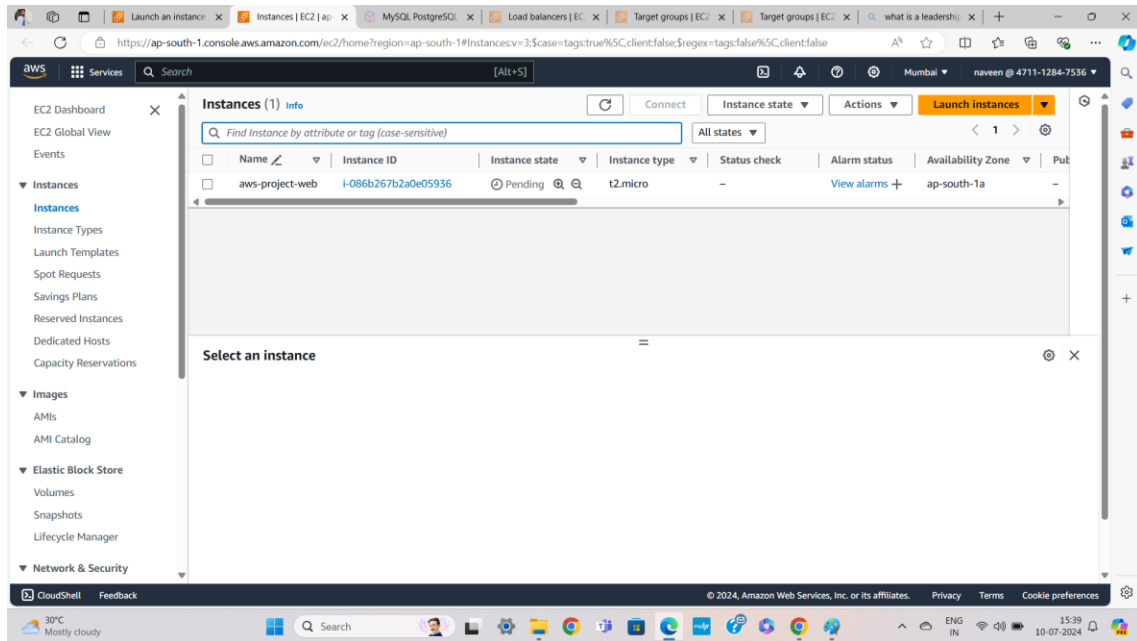 Launch an instance
Instances | EC2 | ap-
MySQL PostgreSQL
Load balancers | EC
Target groups | EC2
Target groups | EC2
what is a leadership
https://ap-south-1.console.aws.amazon.com/ec2/home?region=ap-south-1#Instances:v=3;$case=tags:true%5C,client:false;$regex=tags:false%5C,client:false
aws
Services
Search
[Alt+S]
Mumbai
naveen @ 4711-1284-7536
EC2 Dashboard
EC2 Global View
Events
Instances
Instances
Instance Types
Launch Templates
Spot Requests
Savings Plans
Reserved Instances
Dedicated Hosts
Capacity Reservations
Images
AMIs
AMI Catalog
Elastic Block Store
Volumes
Snapshots
Lifecycle Manager
Network & Security
Instances (1) Info
Connect
Instance state
Actions
Launch instances
Find Instance by attribute or tag (case-sensitive)
All states
1
Name Instance ID Instance state Instance type Status check Alarm status Availability Zone Pub
aws-project-web i-086b267b2a0e05936 Pending t2.micro – View alarms + ap-south-1a –
Select an instance
CloudShell Feedback
© 2024, Amazon Web Services, Inc. or its affiliates. Privacy Terms Cookie preferences
30°C
Mostly cloudy
Search
ENG
IN
15:39
10-07-2024